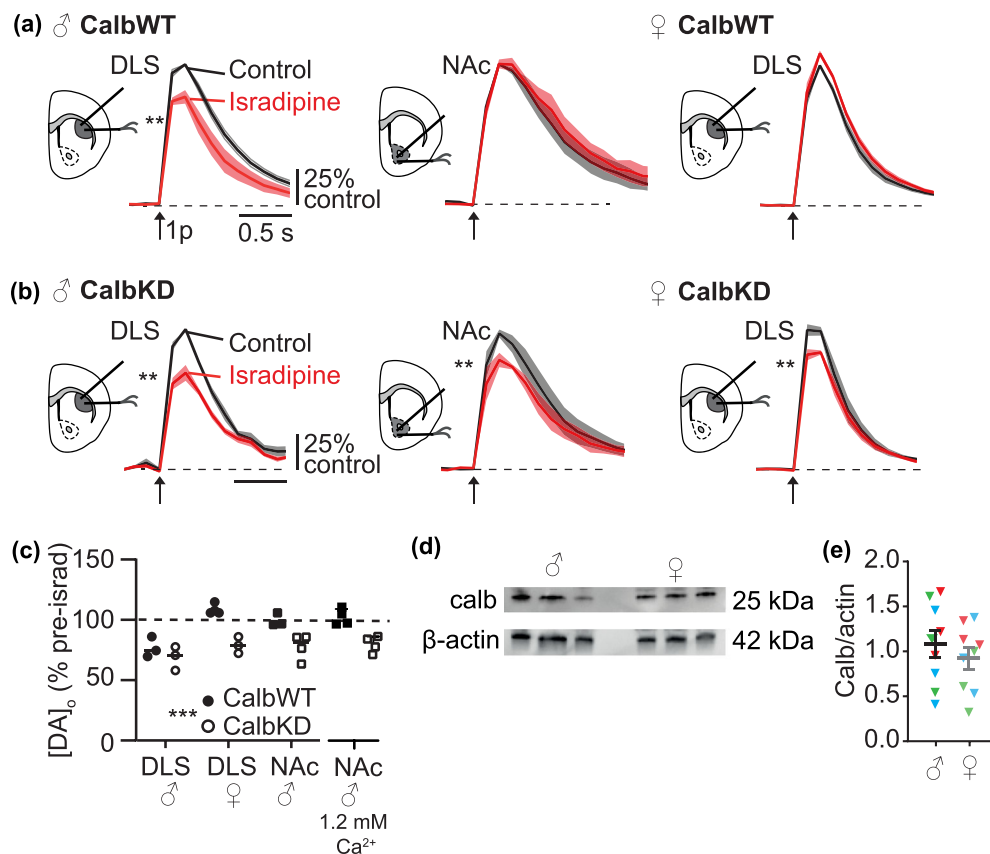 (a) ♂ CalbWT
♀ CalbWT
DLS
Control
Isradipine
**
25%
control
1p
0.5 s
NAc
DLS
(b) ♂ CalbKD
♀ CalbKD
DLS
Control
Isradipine
**
25%
control
NAc
**
DLS
**
(c)
[DA]o (% pre-israd)
150
100
50
0
CalbWT
*** CalbKD
DLS DLS NAc NAc
♂ ♀ ♂ ♂
1.2 mM
Ca²⁺
(d)
♂ ♀
calb 25 kDa
β-actin 42 kDa
(e)
Calb/actin
2.0
1.5
1.0
0.5
0.0
♂ ♀